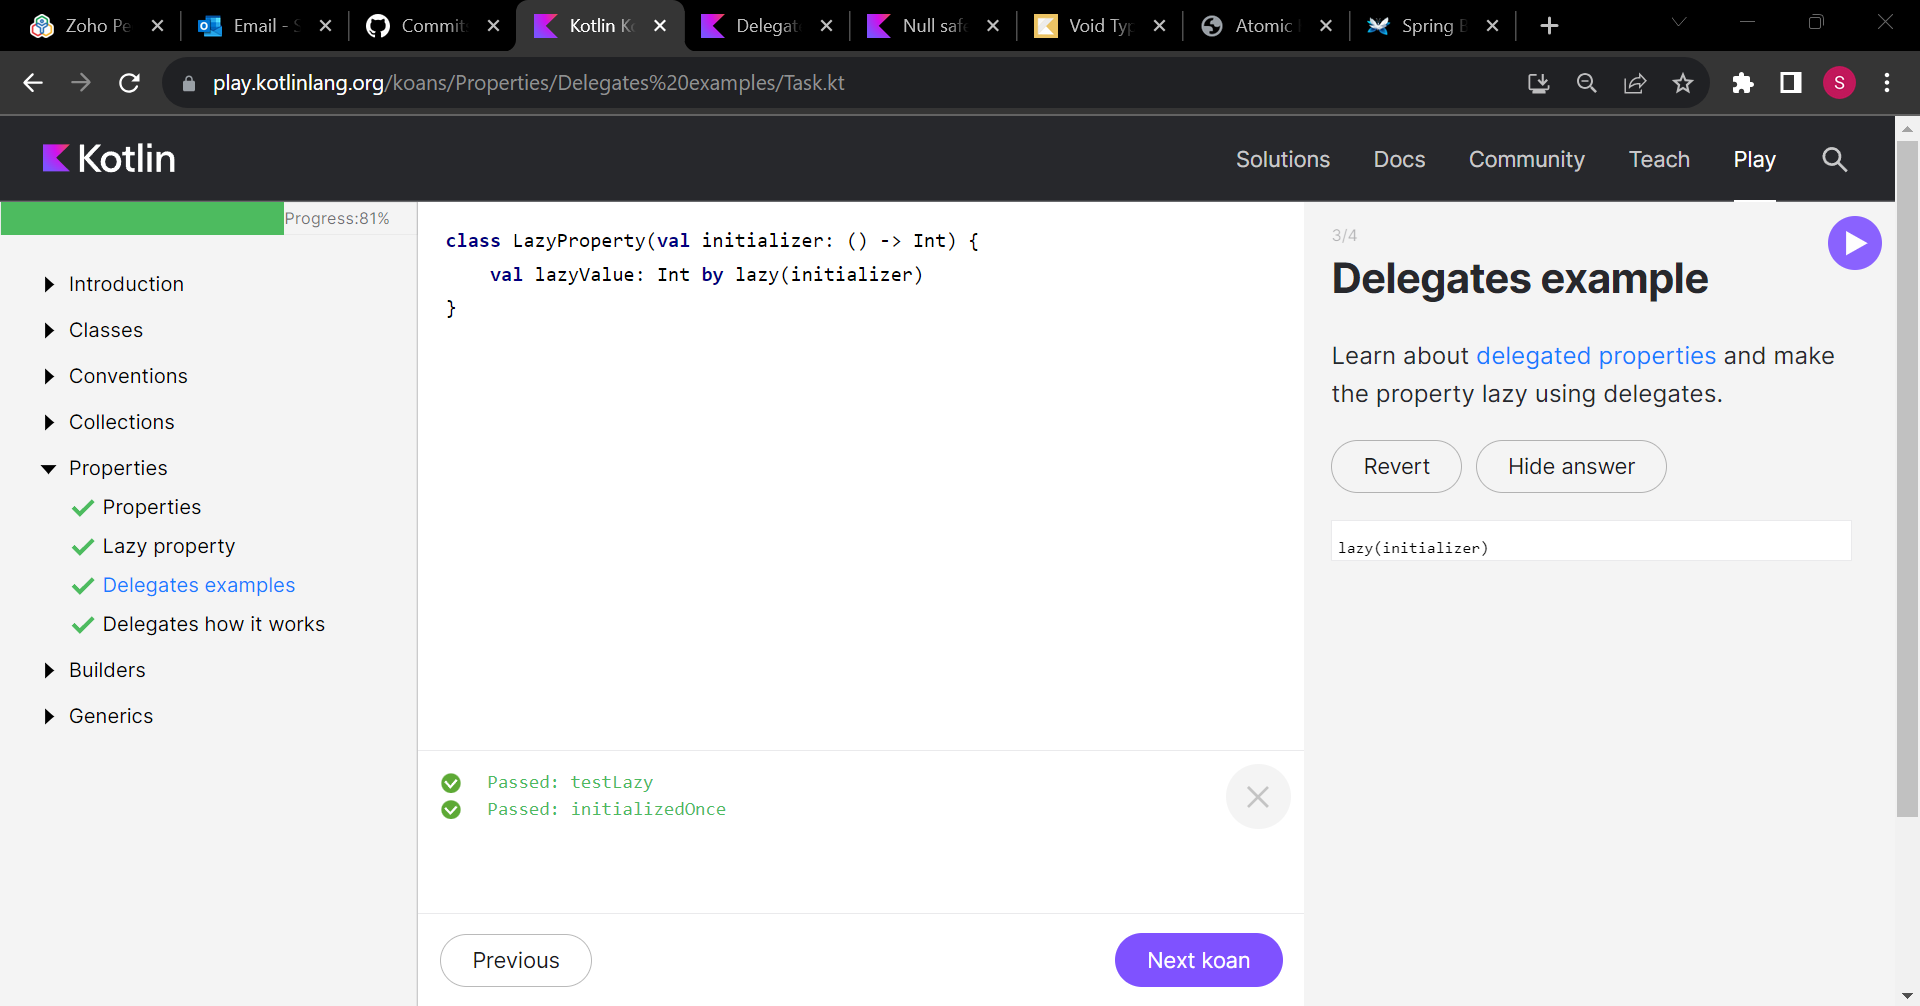 Zoho Pe
Email - S
Commit
Kotlin Ko
Delegat
Null safe
Void Typ
Atomic
Spring B
play.kotlinlang.org/koans/Properties/Delegates%20examples/Task.kt
S
Kotlin
Solutions
Docs
Community
Teach
Play
Progress:81%
Introduction
Classes
Conventions
Collections
Properties
Properties
Lazy property
Delegates examples
Delegates how it works
Builders
Generics
class LazyProperty(val initializer: () -> Int) {
val lazyValue: Int by lazy(initializer)
}
Passed: testLazy
Passed: initializedOnce
Previous
Next koan
3/4
Delegates example
Learn about delegated properties and make
the property lazy using delegates.
Revert
Hide answer
lazy(initializer)